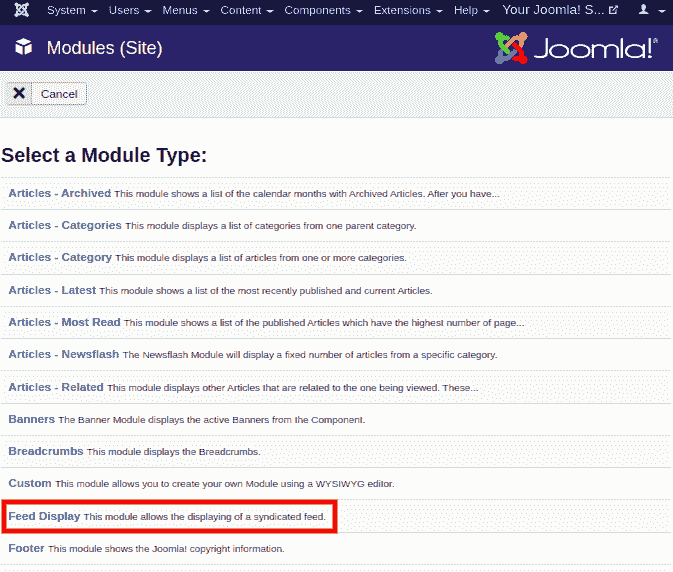 System Users Menus Content Components Extensions Help Your Joomla! S...
Modules (Site) Joomla!®
Cancel
Select a Module Type:
Articles - Archived This module shows a list of the calendar months with Archived Articles. After you have...
Articles - Categories This module displays a list of categories from one parent category.
Articles - Category This module displays a list of articles from one or more categories.
Articles - Latest This module shows a list of the most recently published and current Articles.
Articles - Most Read This module shows a list of the published Articles which have the highest number of page...
Articles - Newsflash The Newsflash Module will display a fixed number of articles from a specific category.
Articles - Related This module displays other Articles that are related to the one being viewed. These...
Banners The Banner Module displays the active Banners from the Component.
Breadcrumbs This module displays the Breadcrumbs.
Custom This module allows you to create your own Module using a WYSIWYG editor.
Feed Display This module allows the displaying of a syndicated feed.
Footer This module shows the Joomla! copyright information.